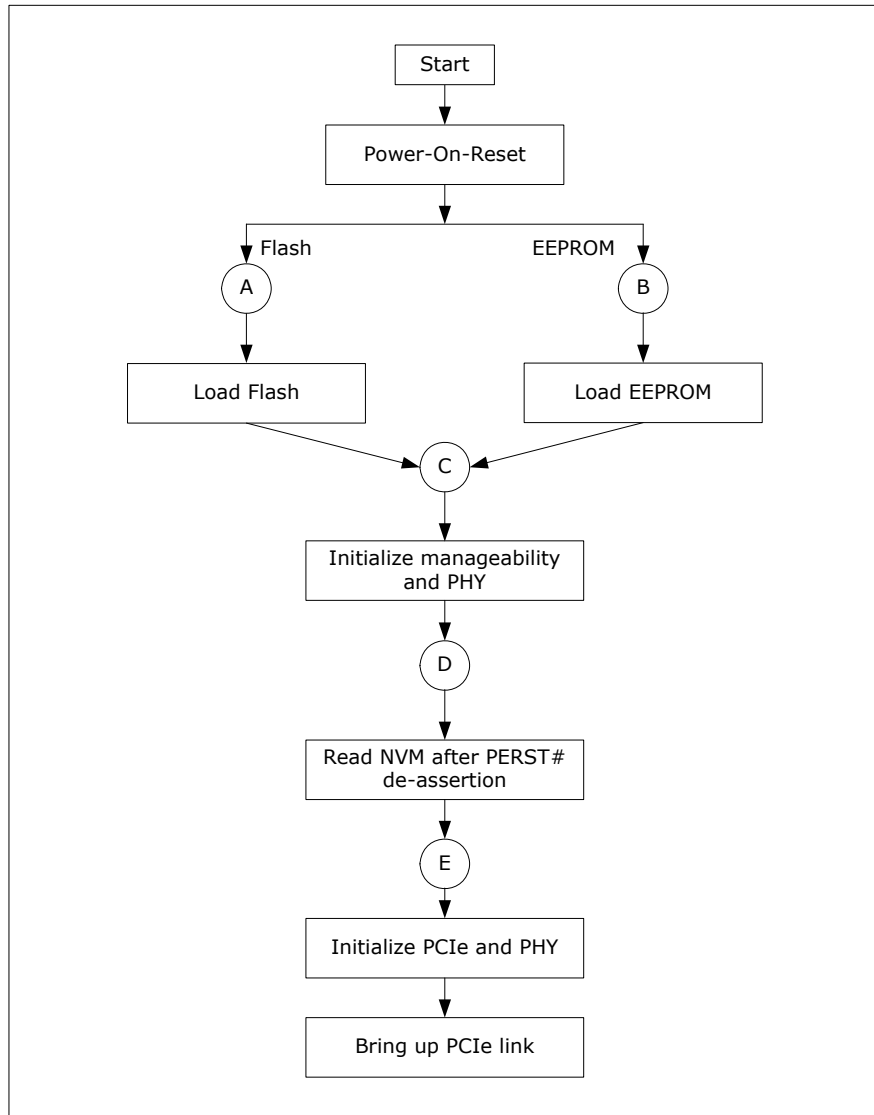 Start
Power-On-Reset
Flash
EEPROM
A
B
Load Flash
Load EEPROM
C
Initialize manageability
and PHY
D
Read NVM after PERST#
de-assertion
E
Initialize PCIe and PHY
Bring up PCIe link